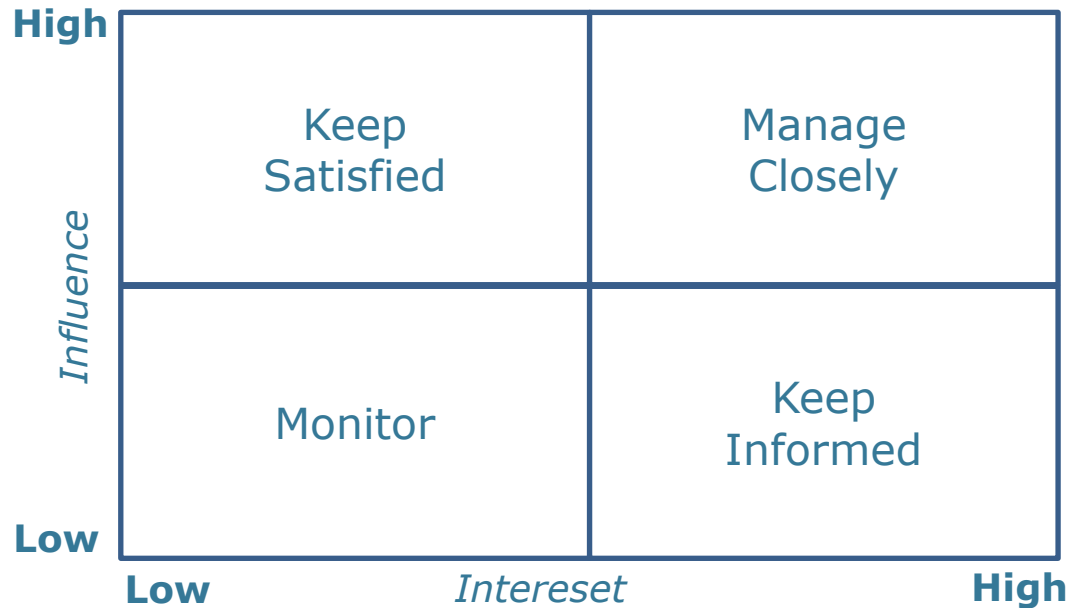 High
Keep
Satisfied
Manage
Closely
Influence
Monitor
Keep
Informed
Low
Low
Intereset
High